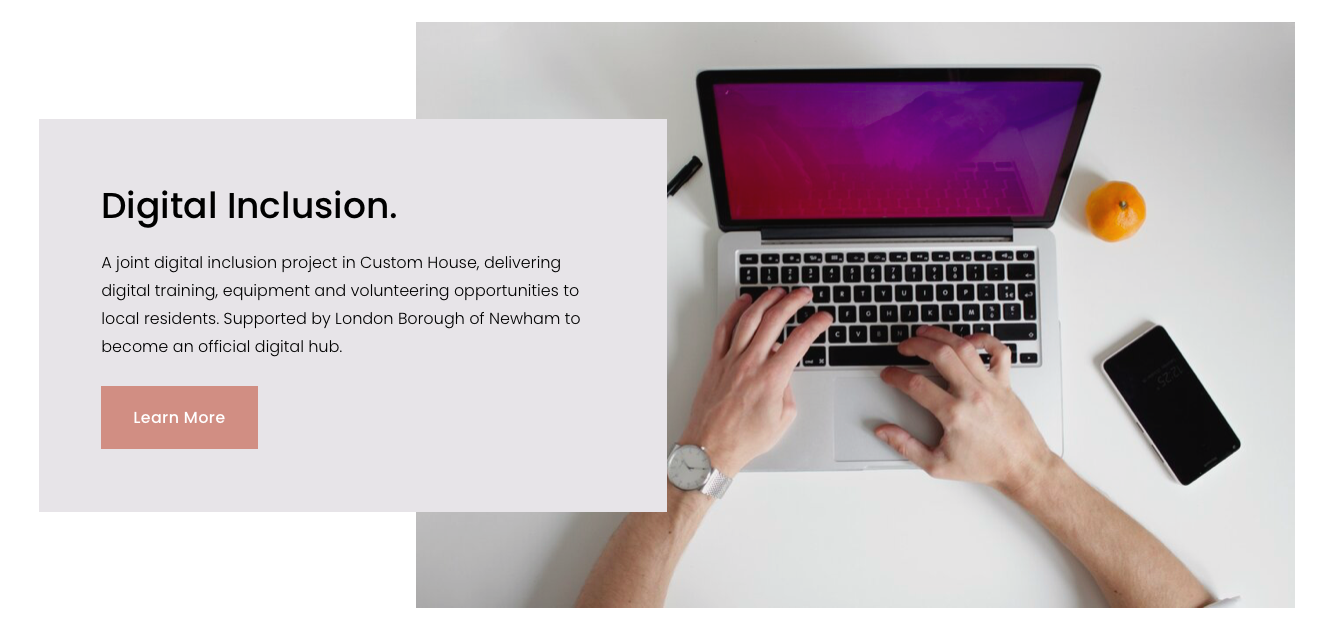 Digital Inclusion.
A joint digital inclusion project in Custom House, delivering
digital training, equipment and volunteering opportunities to
local residents. Supported by London Borough of Newham to
become an official digital hub.
Learn More